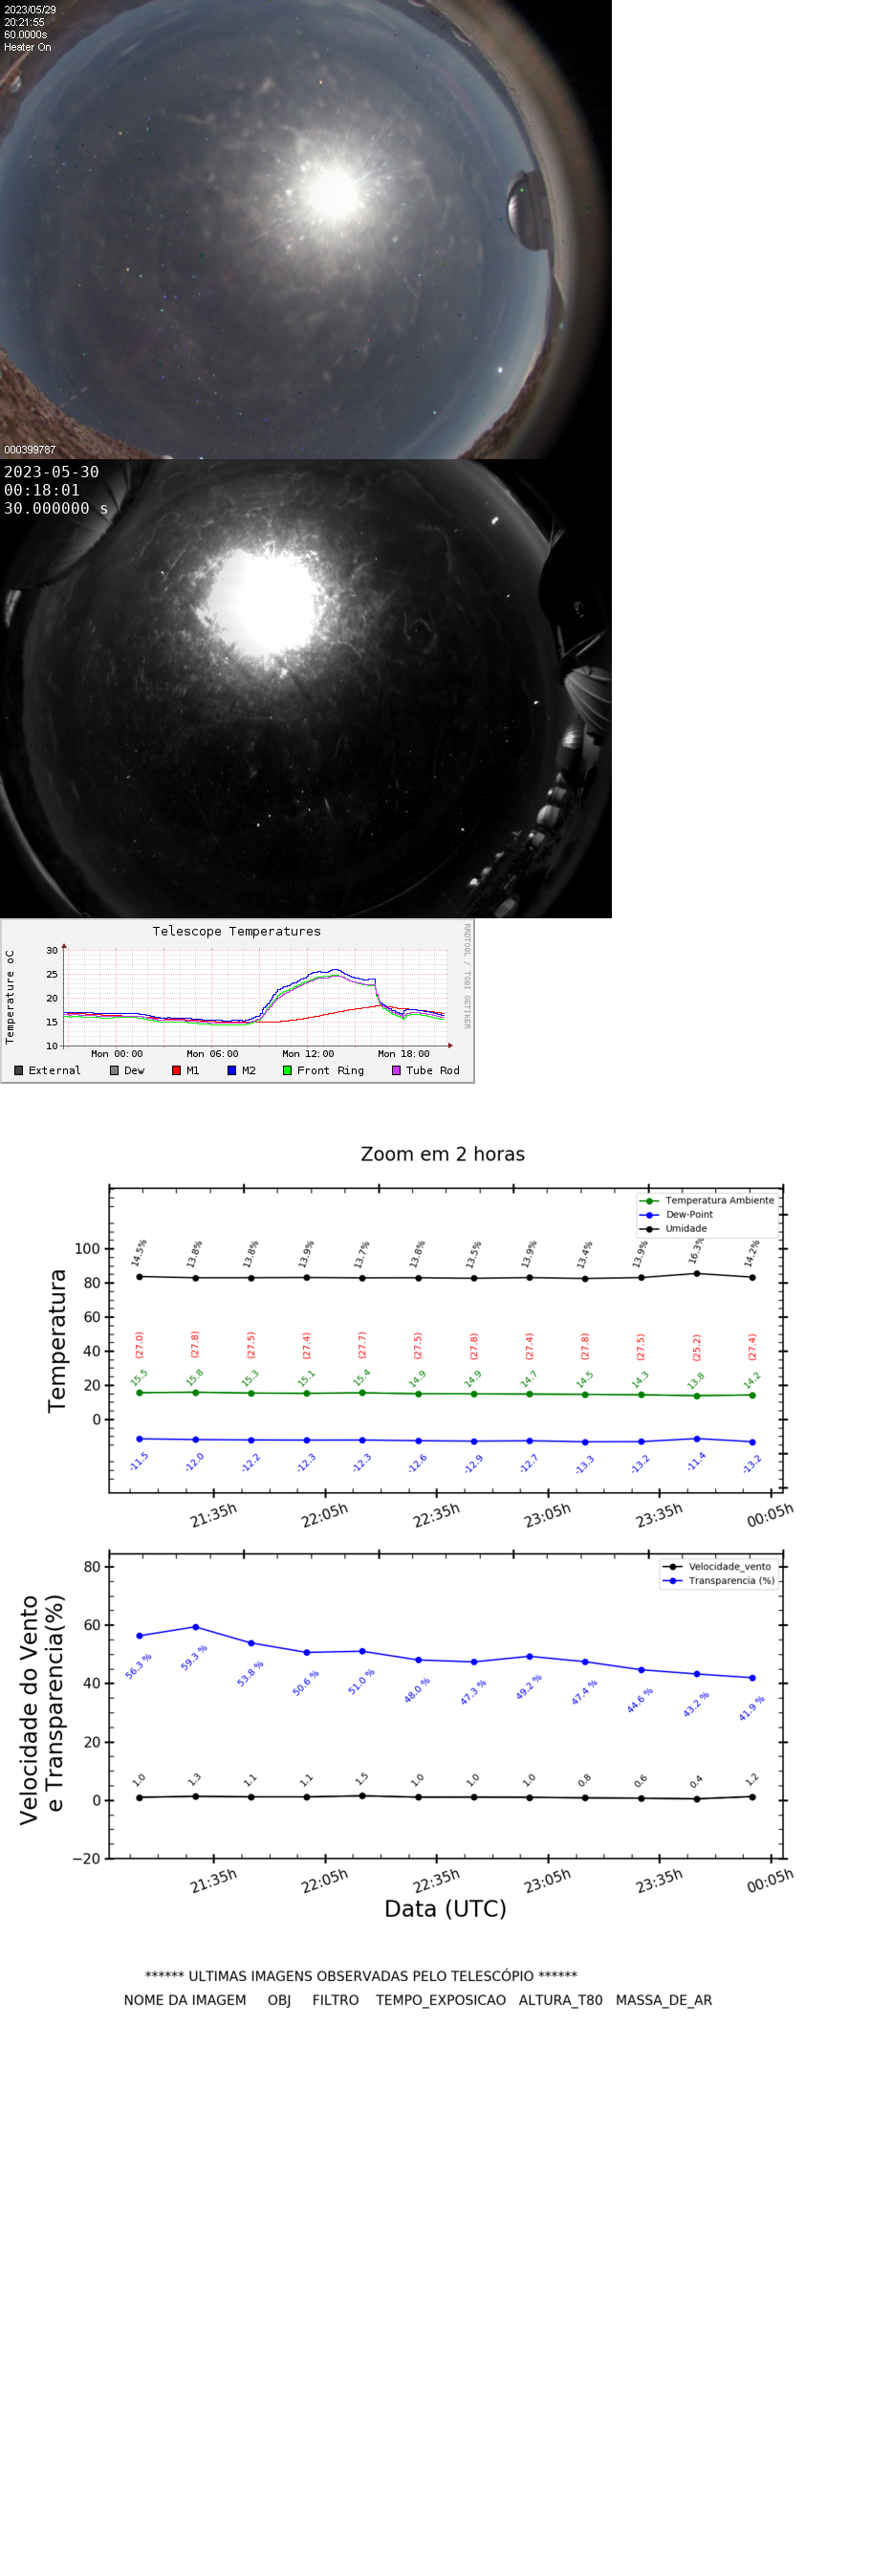 2023/05/29
20:21:55
60.0000s
Heater On
000399787
2023-05-30
00:18:01
30.000000 s
Telescope Temperatures
RRDTOOL / TOBI OETIKER
Temperature oC
30
25
20
15
10
Mon 00:00 Mon 06:00 Mon 12:00 Mon 18:00
External Dew M1 M2 Front Ring Tube Rod
Zoom em 2 horas
Temperatura Ambiente
Dew-Point
Umidade
Temperatura
100
80
60
40
20
0
14.5% 13.8% 13.8% 13.9% 13.7% 13.8% 13.5% 13.9% 13.4% 13.9% 16.3% 14.2%
(27.0) (27.8) (27.5) (27.4) (27.7) (27.5) (27.8) (27.4) (27.8) (27.5) (25.2) (27.4)
15.5 15.8 15.3 15.1 15.4 14.9 14.9 14.7 14.5 14.3 13.8 14.2
-11.5 -12.0 -12.2 -12.3 -12.3 -12.6 -12.9 -12.7 -13.3 -13.2 -11.4 -13.2
21:35h 22:05h 22:35h 23:05h 23:35h 00:05h
Velocidade_vento
Transparencia (%)
Velocidade do Vento
e Transparencia(%)
80
60
40
20
0
−20
56.3 % 59.3 % 53.8 % 50.6 % 51.0 % 48.0 % 47.3 % 49.2 % 47.4 % 44.6 % 43.2 % 41.9 %
1.0 1.3 1.1 1.1 1.5 1.0 1.0 1.0 0.8 0.6 0.4 1.2
21:35h 22:05h 22:35h 23:05h 23:35h 00:05h
Data (UTC)
****** ULTIMAS IMAGENS OBSERVADAS PELO TELESCÓPIO ******
NOME DA IMAGEM OBJ FILTRO TEMPO_EXPOSICAO ALTURA_T80 MASSA_DE_AR